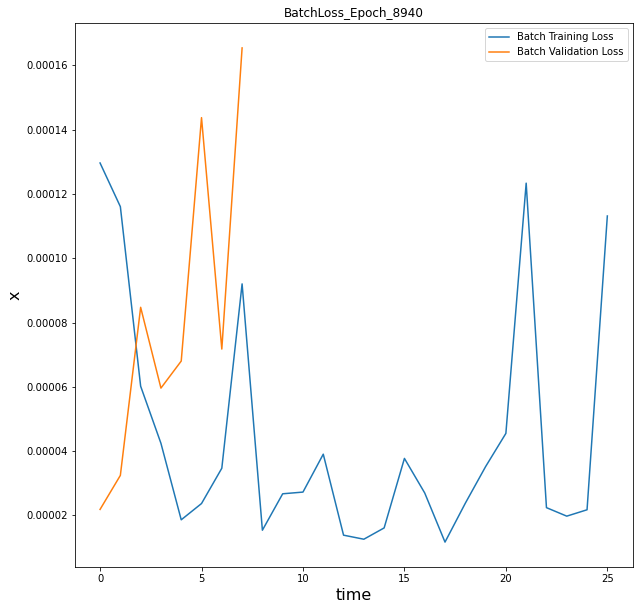 BatchLoss_Epoch_8940
Batch Training Loss
Batch Validation Loss
0.00016
0.00014
0.00012
0.00010
0.00008
0.00006
0.00004
0.00002
x
0 5 10 15 20 25
time